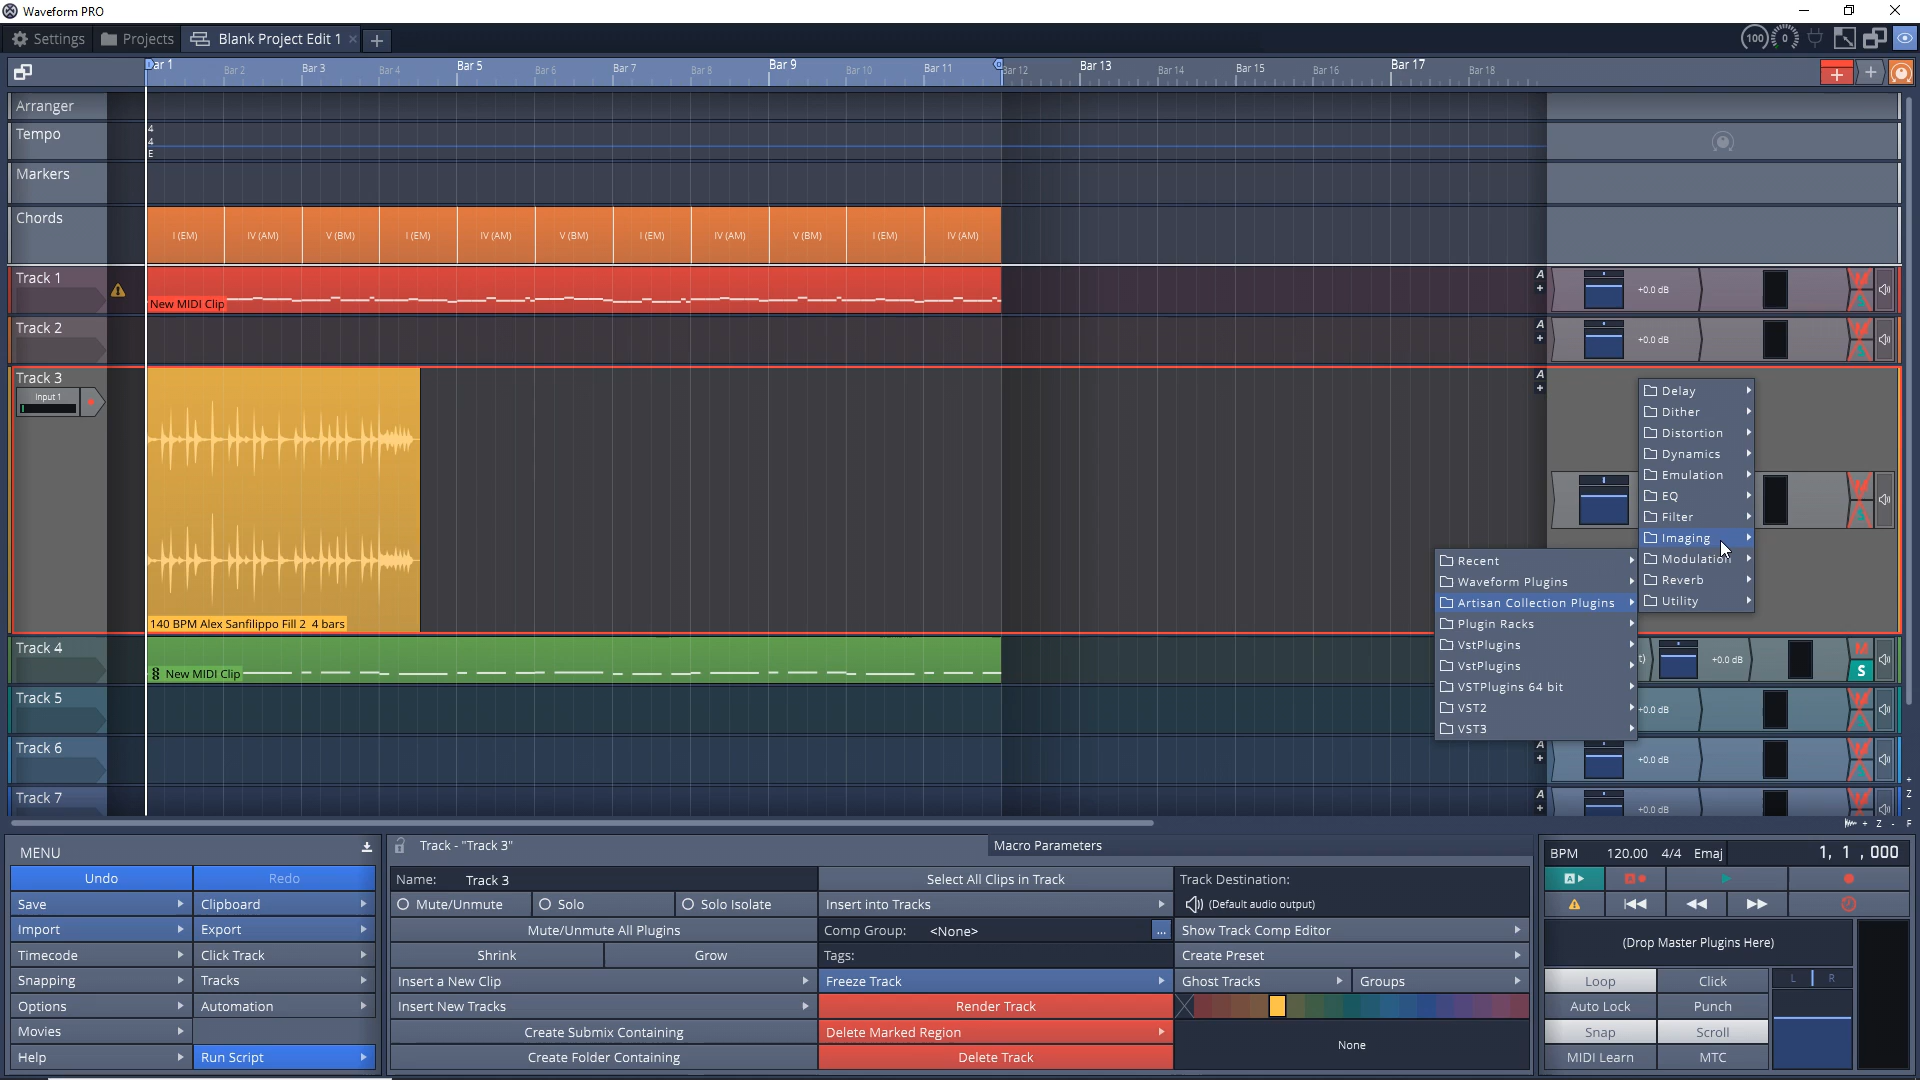 Waveform PRO
Settings
Projects
Blank Project Edit 1
100
0
Bar 1
Bar 2
Bar 3
Bar 4
Bar 5
Bar 6
Bar 7
Bar 8
Bar 9
Bar 10
Bar 11
Bar 12
Bar 13
Bar 14
Bar 15
Bar 16
Bar 17
Bar 18
Arranger
Tempo
4
4
E
Markers
Chords
I (EM)
IV (AM)
V (BM)
I (EM)
IV (AM)
V (BM)
I (EM)
IV (AM)
V (BM)
I (EM)
IV (AM)
Track 1
New MIDI Clip
A
+0.0 dB
Track 2
A
+0.0 dB
Track 3
Input 1
A
140 BPM Alex Sanfilippo Fill 2 4 bars
Delay
Dither
Distortion
Dynamics
Emulation
EQ
Filter
Imaging
Modulation
Reverb
Utility
Recent
Waveform Plugins
Artisan Collection Plugins
Plugin Racks
VstPlugins
VstPlugins
VSTPlugins 64 bit
VST2
VST3
Track 4
New MIDI Clip
t)
+0.0 dB
M
S
Track 5
+0.0 dB
Track 6
A
+0.0 dB
Track 7
A
+0.0 dB
+
Z
-
+ Z - F
MENU
Undo
Redo
Save
Clipboard
Import
Export
Timecode
Click Track
Snapping
Tracks
Options
Automation
Movies
Help
Run Script
Track - "Track 3"
Macro Parameters
Name: Track 3
Select All Clips in Track
Track Destination:
Mute/Unmute
Solo
Solo Isolate
Insert into Tracks
(Default audio output)
Mute/Unmute All Plugins
Comp Group: <None>
...
Show Track Comp Editor
Shrink
Grow
Tags:
Create Preset
Insert a New Clip
Freeze Track
Ghost Tracks
Groups
Insert New Tracks
Render Track
Create Submix Containing
Delete Marked Region
Create Folder Containing
Delete Track
None
BPM 120.00 4/4 Emaj
1, 1 , 000
A
A
(Drop Master Plugins Here)
Loop
Click
L
R
Auto Lock
Punch
Snap
Scroll
MIDI Learn
MTC